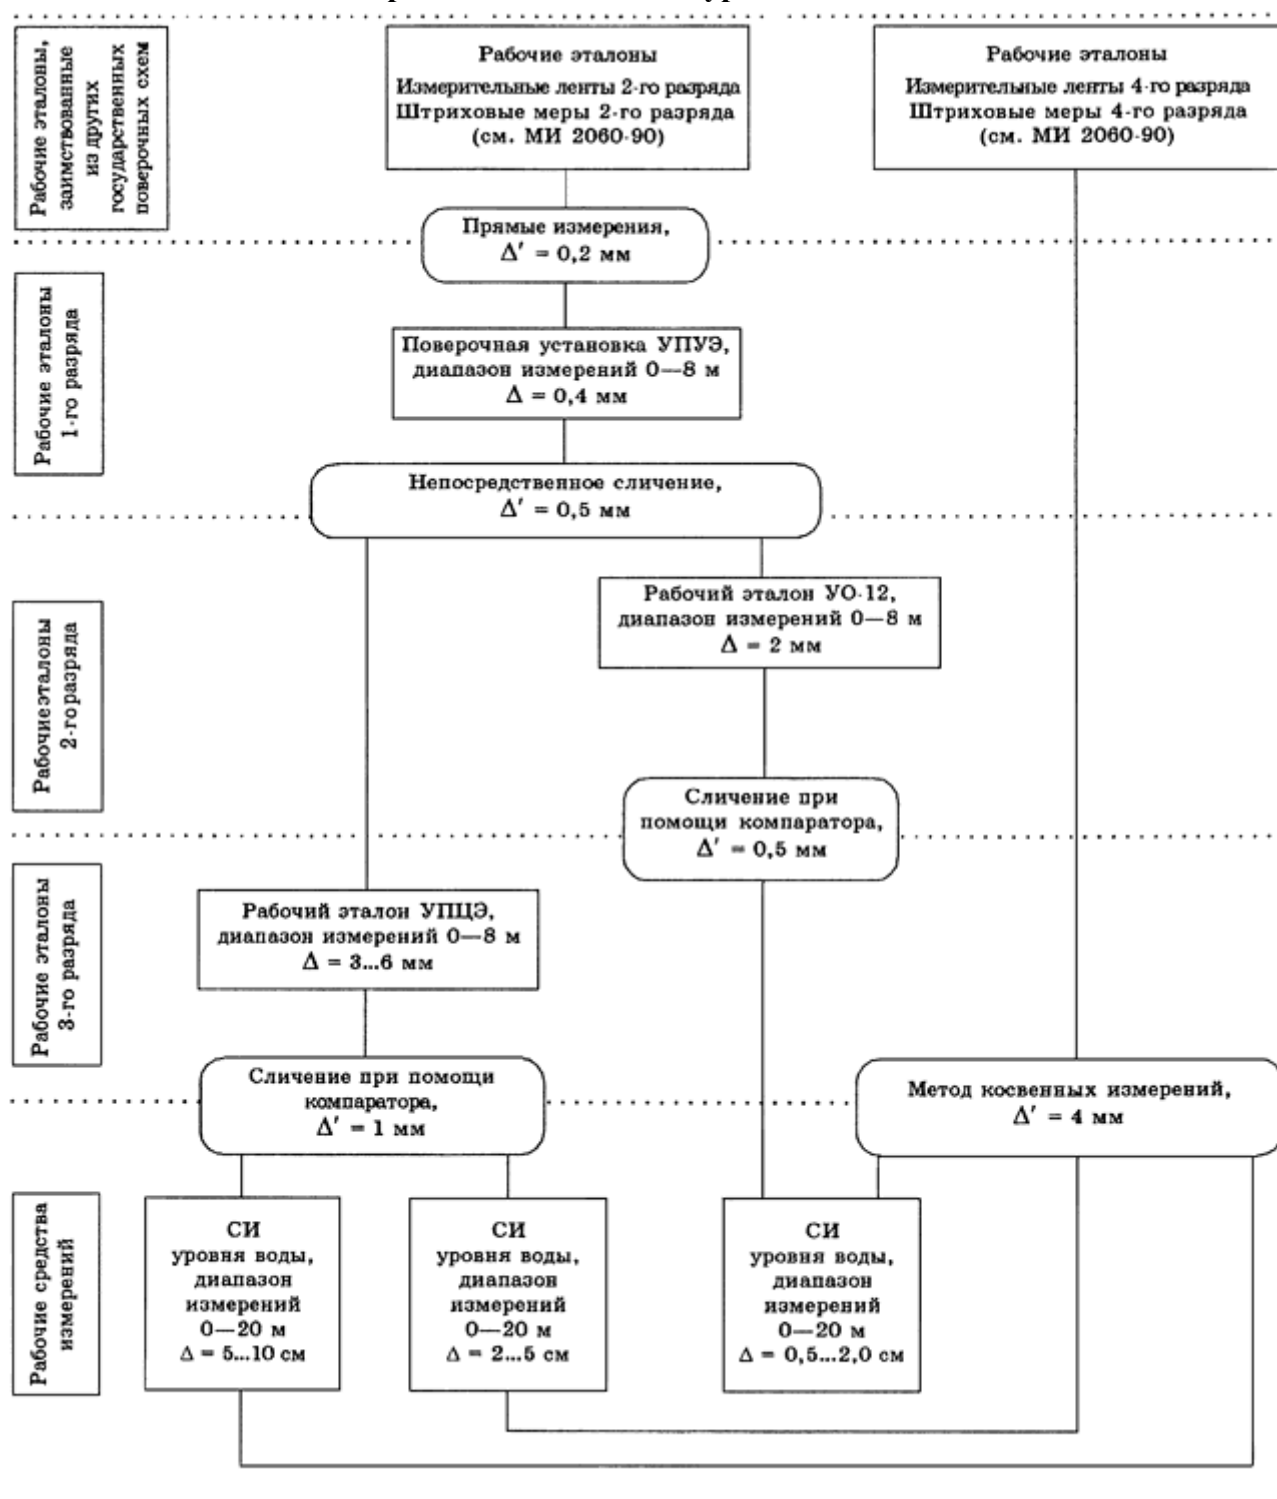 Рабочие эталоны,
заимствованные
из других
государственных
поверочных схем
Рабочие эталоны
Измерительные ленты 2-го разряда
Штриховые меры 2-го разряда
(см. МИ 2060-90)
Рабочие эталоны
Измерительные ленты 4-го разряда
Штриховые меры 4-го разряда
(см. МИ 2060-90)
Прямые измерения,
Δ′ = 0,2 мм
Рабочие эталоны
1-го разряда
Поверочная установка УПУЭ,
диапазон измерений 0—8 м
Δ = 0,4 мм
Непосредственное сличение,
Δ′ = 0,5 мм
Рабочие эталоны
2-го разряда
Рабочий эталон УО-12,
диапазон измерений 0—8 м
Δ = 2 мм
Сличение при
помощи компаратора,
Δ′ = 0,5 мм
Рабочие эталоны
3-го разряда
Рабочий эталон УПЦЭ,
диапазон измерений 0—8 м
Δ = 3...6 мм
Сличение при помощи
компаратора,
Δ′ = 1 мм
Метод косвенных измерений,
Δ′ = 4 мм
Рабочие средства
измерений
СИ
уровня воды,
диапазон
измерений
0—20 м
Δ = 5...10 см
СИ
уровня воды,
диапазон
измерений
0—20 м
Δ = 2...5 см
СИ
уровня воды,
диапазон
измерений
0—20 м
Δ = 0,5...2,0 см